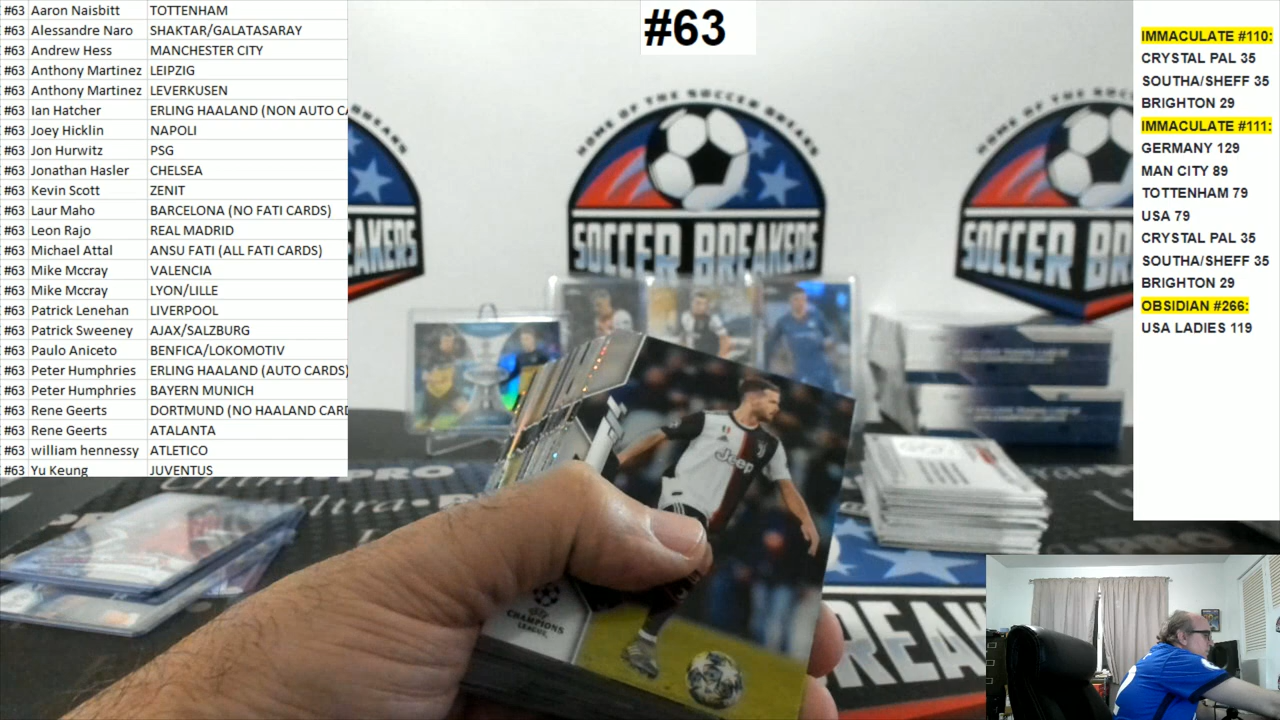 #63 Aaron Naisbitt TOTTENHAM
#63 Alessandre Naro SHAKTAR/GALATASARAY
#63 Andrew Hess MANCHESTER CITY
#63 Anthony Martinez LEIPZIG
#63 Anthony Martinez LEVERKUSEN
#63 Ian Hatcher ERLING HAALAND (NON AUTO CA
#63 Joey Hicklin NAPOLI
#63 Jon Hurwitz PSG
#63 Jonathan Hasler CHELSEA
#63 Kevin Scott ZENIT
#63 Laur Maho BARCELONA (NO FATI CARDS)
#63 Leon Rajo REAL MADRID
#63 Michael Attal ANSU FATI (ALL FATI CARDS)
#63 Mike Mccray VALENCIA
#63 Mike Mccray LYON/LILLE
#63 Patrick Lenehan LIVERPOOL
#63 Patrick Sweeney AJAX/SALZBURG
#63 Paulo Aniceto BENFICA/LOKOMOTIV
#63 Peter Humphries ERLING HAALAND (AUTO CARDS)
#63 Peter Humphries BAYERN MUNICH
#63 Rene Geerts DORTMUND (NO HAALAND CARD
#63 Rene Geerts ATALANTA
#63 william hennessy ATLETICO
#63 Yu Keung JUVENTUS
#63
HOME OF THE SOCCER BREAKS
SOCCER BREAKERS
AKERS
SOCCER BR
IMMACULATE #110:
CRYSTAL PAL 35
SOUTHA/SHEFF 35
BRIGHTON 29
IMMACULATE #111:
GERMANY 129
MAN CITY 89
TOTTENHAM 79
USA 79
CRYSTAL PAL 35
SOUTHA/SHEFF 35
BRIGHTON 29
OBSIDIAN #266:
USA LADIES 119
Jeep
CHAMPIONS
LEAGUE
Ultra-
PRO
BREAK